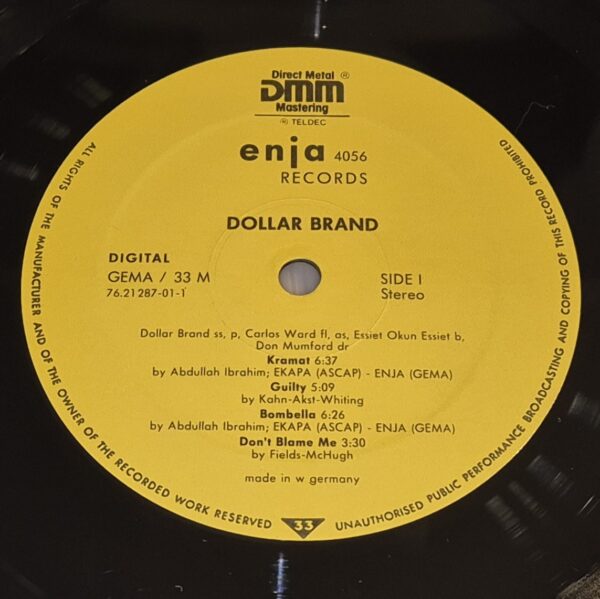 Direct Metal ®
DMM
Mastering
® TELDEC
enja 4056
RECORDS
DOLLAR BRAND
DIGITAL
GEMA / 33 M
76.21287-01-1
SIDE I
Stereo
Dollar Brand ss, p, Carlos Ward fl, as, Essiet Okun Essiet b,
Don Mumford dr
Kramat 6:37
by Abdullah Ibrahim; EKAPA (ASCAP) - ENJA (GEMA)
Guilty 5:09
by Kahn-Akst-Whiting
Bombella 6:26
by Abdullah Ibrahim; EKAPA (ASCAP) - ENJA (GEMA)
Don't Blame Me 3:30
by Fields-McHugh
made in w germany
33
ALL RIGHTS OF THE MANUFACTURER AND OF THE OWNER OF THE RECORDED WORK RESERVED
UNAUTHORISED PUBLIC PERFORMANCE BROADCASTING AND COPYING OF THIS RECORD PROHIBITED